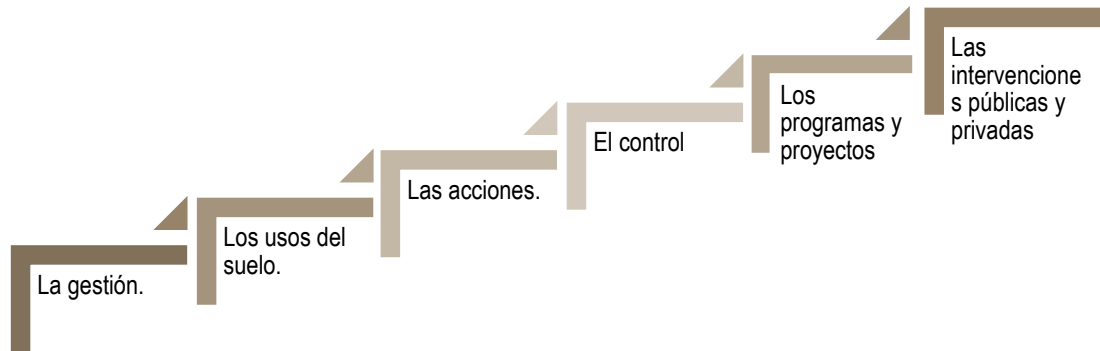 La gestión.
Los usos del
suelo.
Las acciones.
El control
Los
programas y
proyectos
Las
intervencione
s públicas y
privadas